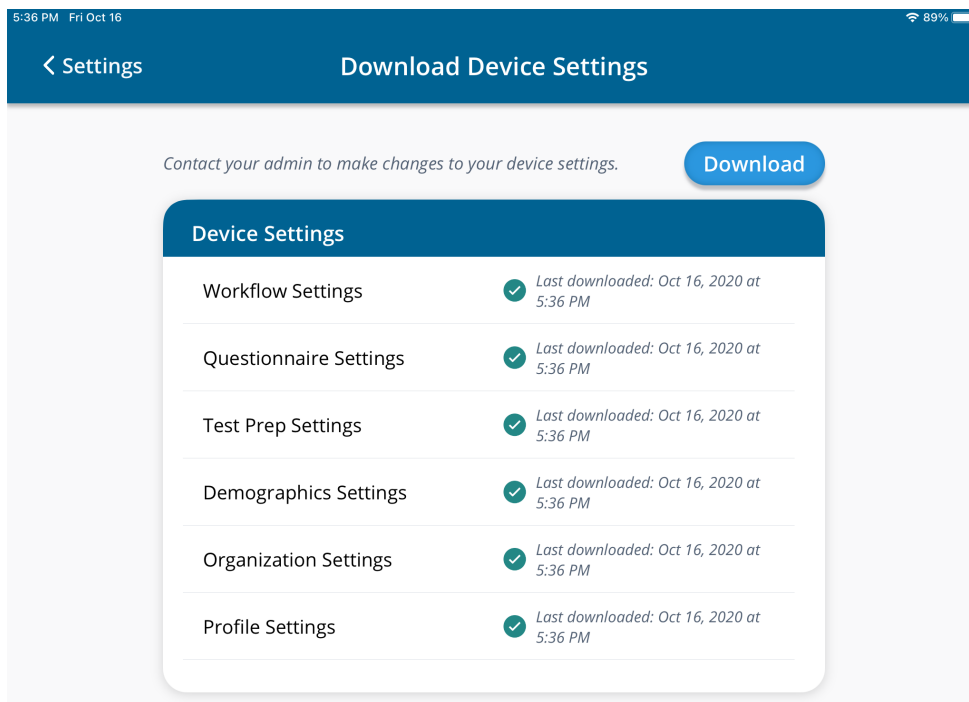 5:36 PM Fri Oct 16
89%
Settings
Download Device Settings
Contact your admin to make changes to your device settings.
Download
Device Settings
Workflow Settings
Last downloaded: Oct 16, 2020 at
5:36 PM
Questionnaire Settings
Last downloaded: Oct 16, 2020 at
5:36 PM
Test Prep Settings
Last downloaded: Oct 16, 2020 at
5:36 PM
Demographics Settings
Last downloaded: Oct 16, 2020 at
5:36 PM
Organization Settings
Last downloaded: Oct 16, 2020 at
5:36 PM
Profile Settings
Last downloaded: Oct 16, 2020 at
5:36 PM